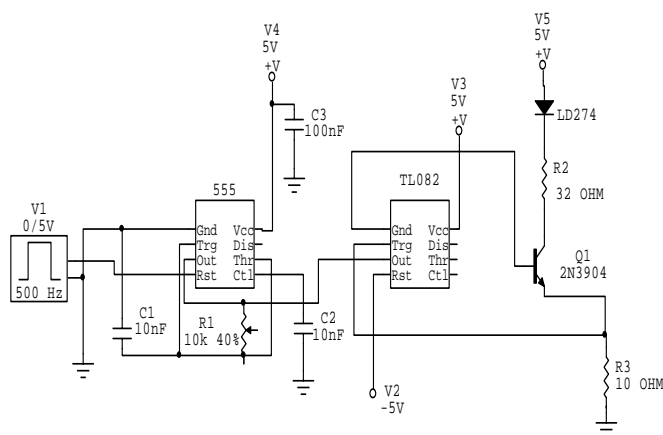 V4
5V
+V
C3
100nF
V5
5V
+V
LD274
R2
32 OHM
V3
5V
+V
555
Gnd Vcc
Trg Dis
Out Thr
Rst Ctl
TL082
Gnd Vcc
Trg Dis
Out Thr
Rst Ctl
V1
0/5V
500 Hz
Q1
2N3904
C1
10nF
R1
10k 40%
C2
10nF
V2
-5V
R3
10 OHM